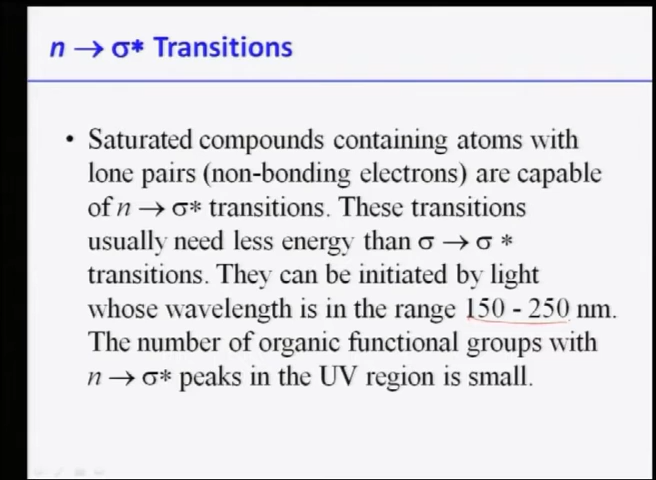 n → σ* Transitions
• Saturated compounds containing atoms with
lone pairs (non-bonding electrons) are capable
of n → σ* transitions. These transitions
usually need less energy than σ → σ *
transitions. They can be initiated by light
whose wavelength is in the range 150 - 250 nm.
The number of organic functional groups with
n → σ* peaks in the UV region is small.